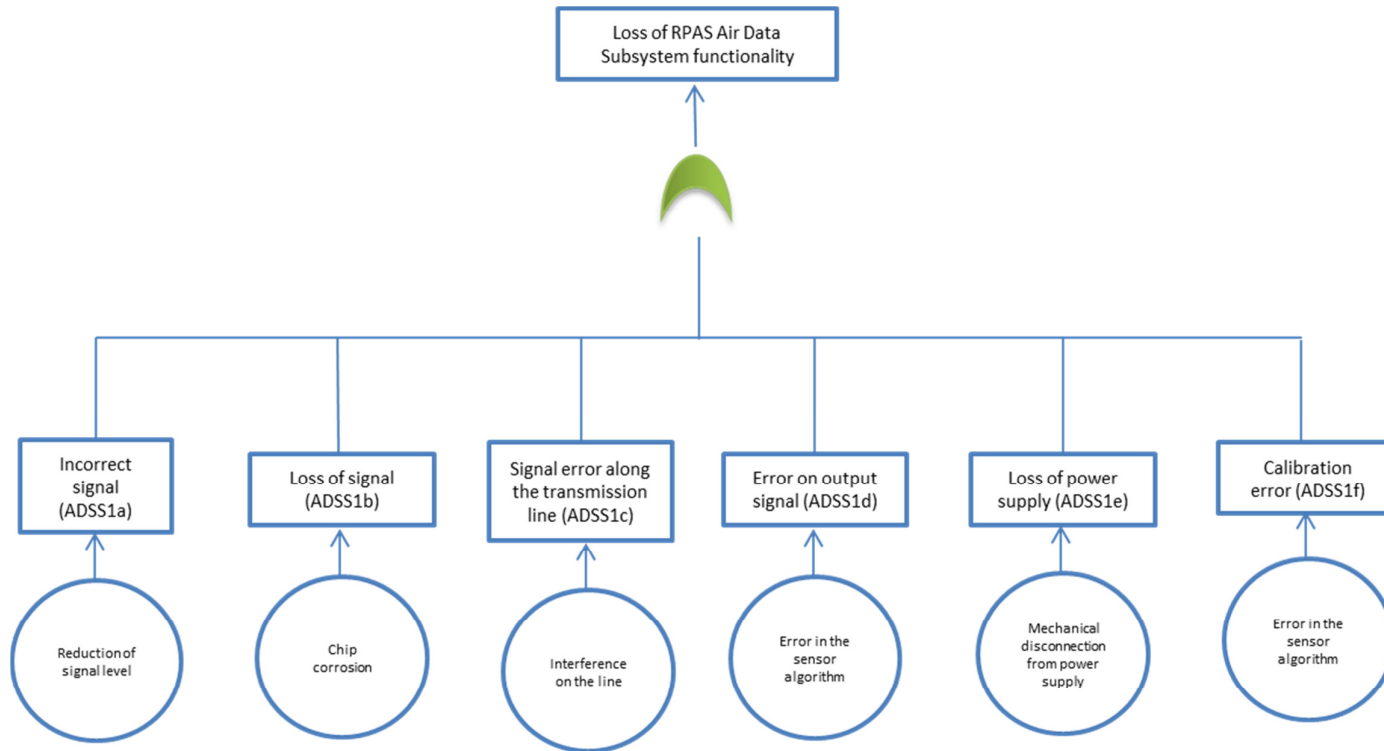 Loss of RPAS Air Data
Subsystem functionality
Incorrect
signal
(ADSS1a)
Loss of signal
(ADSS1b)
Signal error along
the transmission
line (ADSS1c)
Error on output
signal (ADSS1d)
Loss of power
supply (ADSS1e)
Calibration
error (ADSS1f)
Reduction of
signal level
Chip
corrosion
Interference
on the line
Error in the
sensor
algorithm
Mechanical
disconnection
from power
supply
Error in the
sensor
algorithm